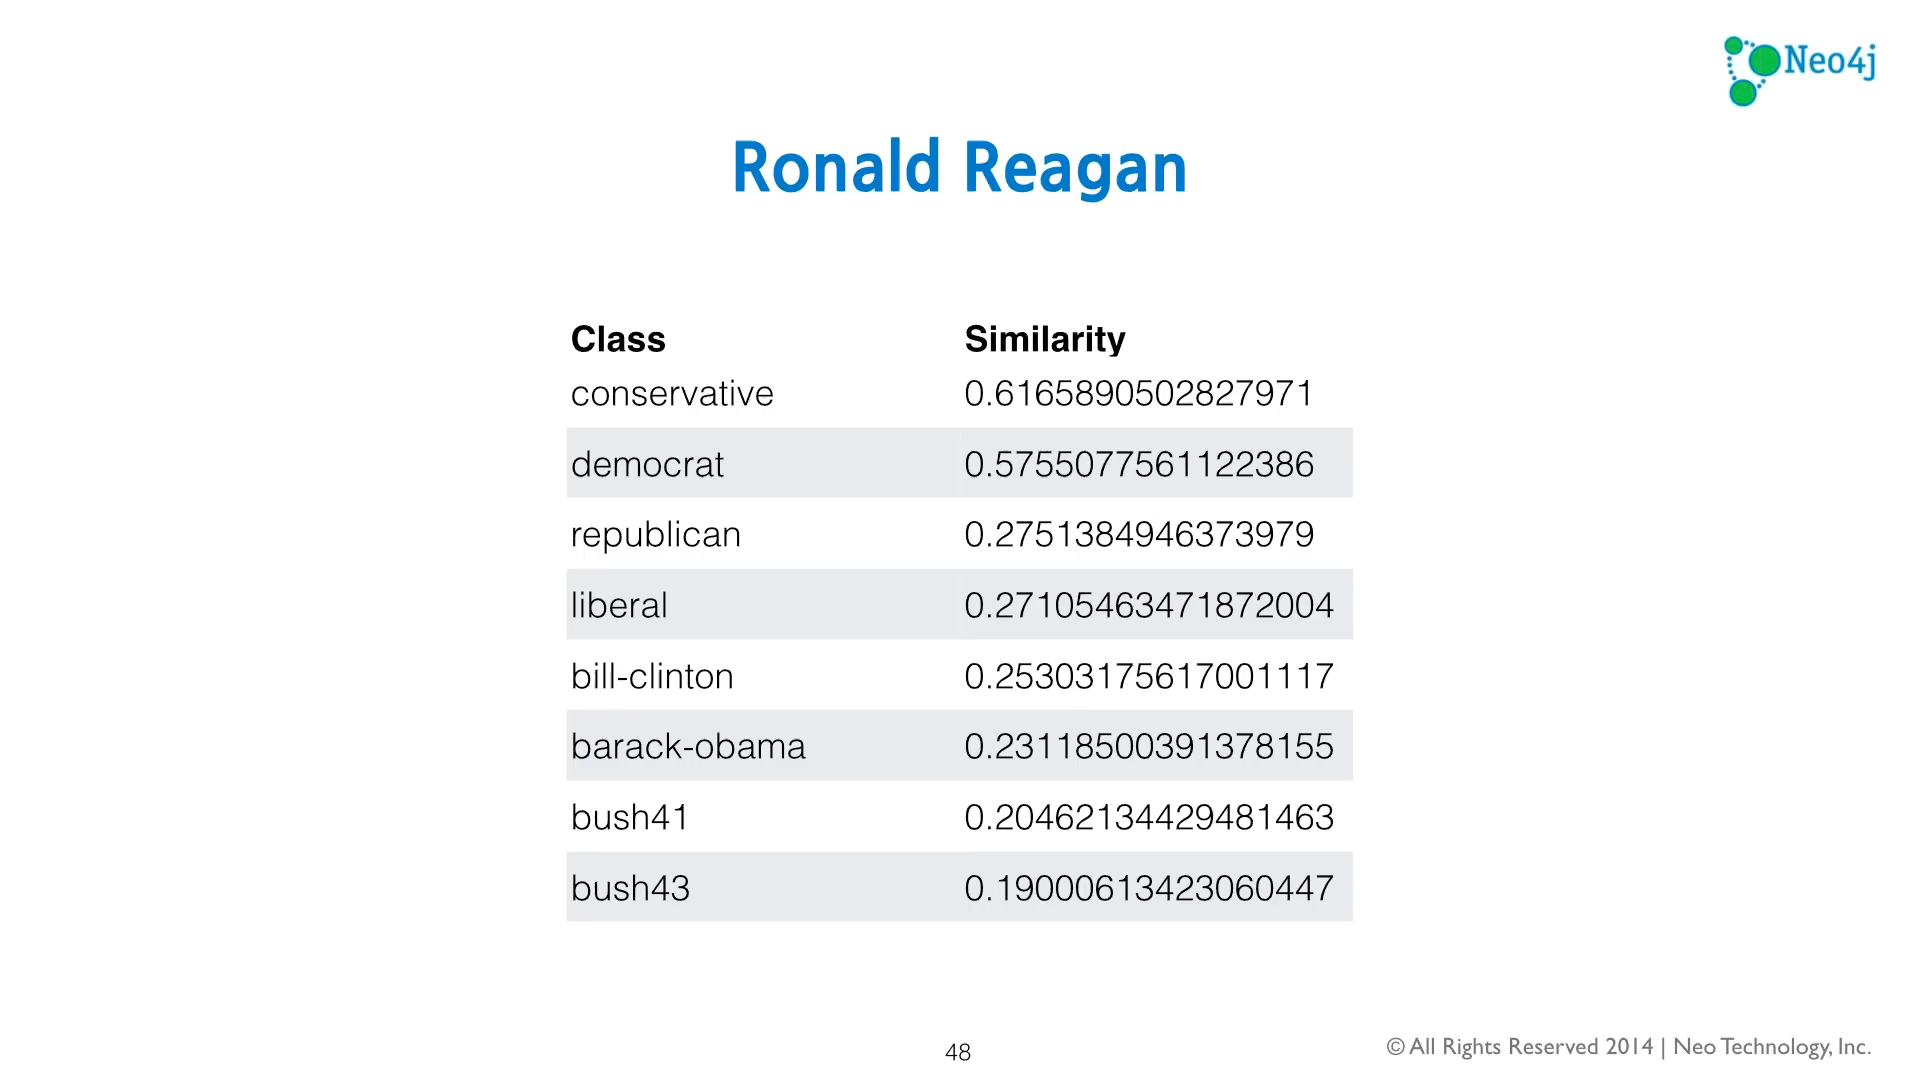 Neo4j
Ronald Reagan
Class Similarity
conservative 0.6165890502827971
democrat 0.5755077561122386
republican 0.2751384946373979
liberal 0.27105463471872004
bill-clinton 0.25303175617001117
barack-obama 0.23118500391378155
bush41 0.20462134429481463
bush43 0.19000613423060447
48
© All Rights Reserved 2014 | Neo Technology, Inc.